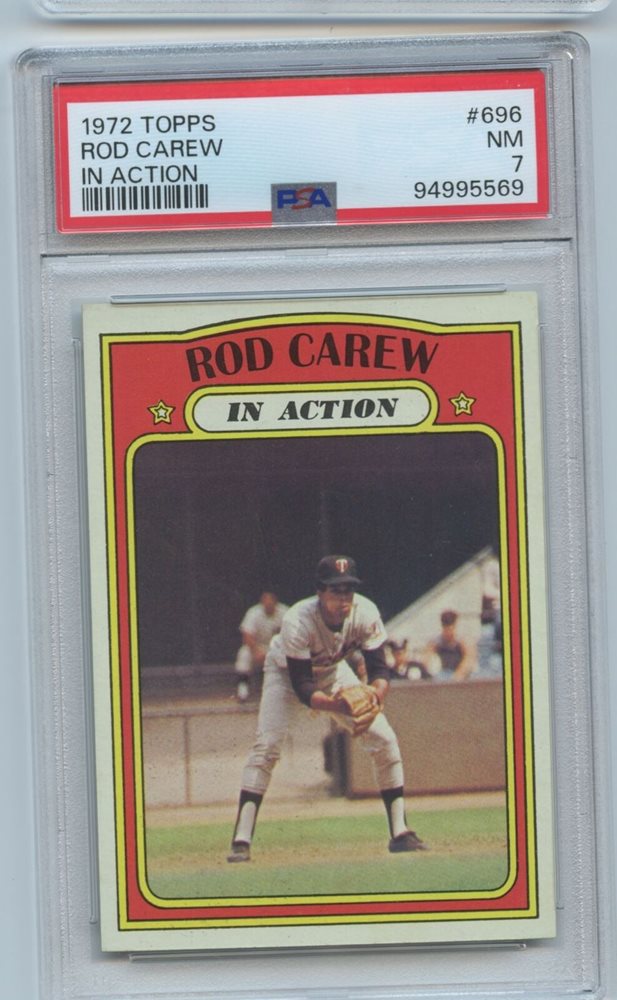 1972 TOPPS #696
ROD CAREW NM
IN ACTION 7
PSA 94995569
ROD CAREW
IN ACTION
T